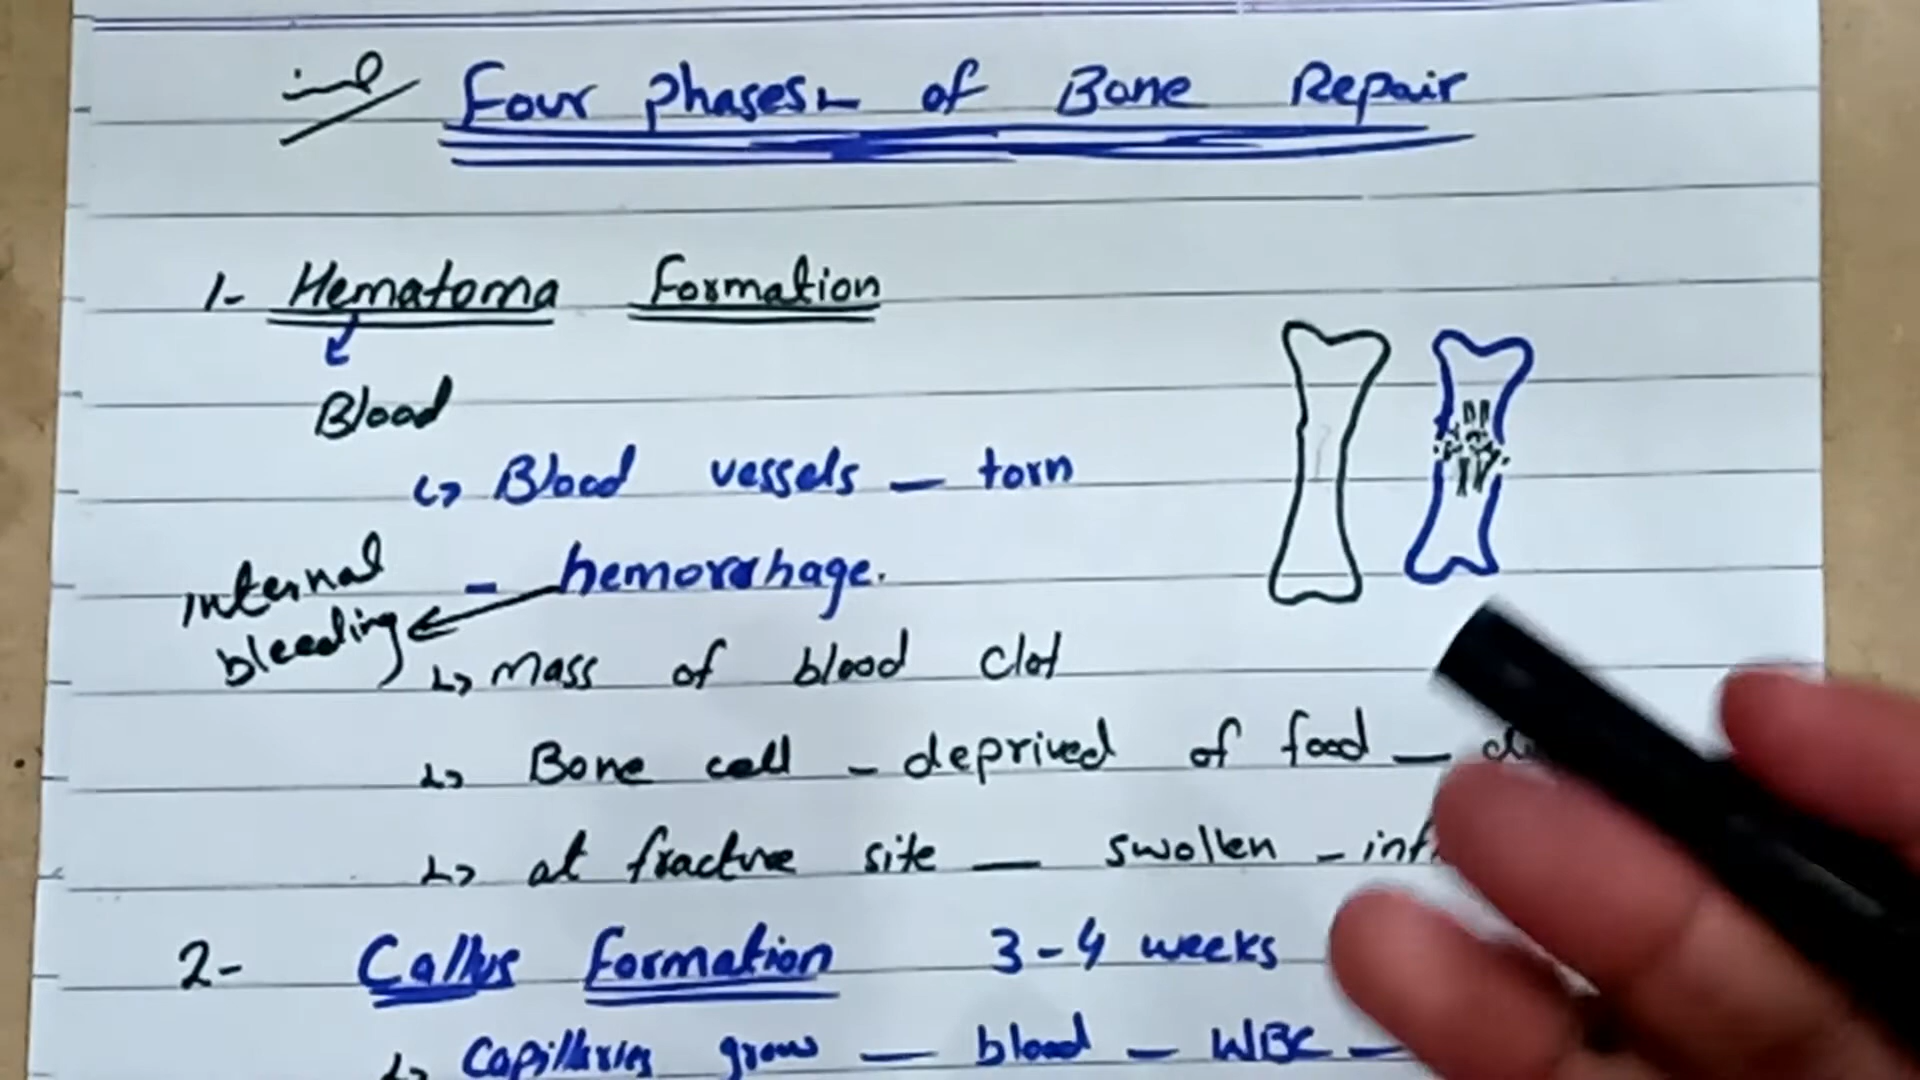 imp
Four Phases of Bone Repair
1- Hematoma Formation
Blood
↳ Blood vessels — torn
- hemorrhage.
internal
bleeding
↳ Mass of blood clot
↳ Bone cell - deprived of food —
↳ at fracture site — swollen -
2- Callus Formation 3-4 weeks
↳ Capillaries grow — blood — WBC —